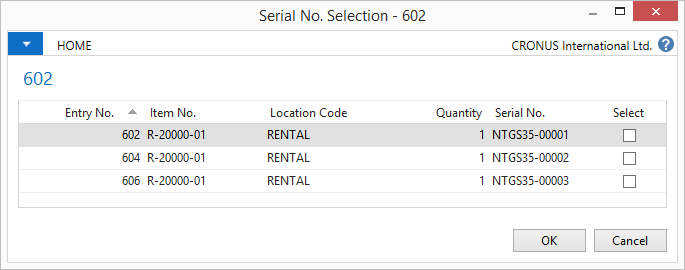 Serial No. Selection - 602
HOME CRONUS International Ltd. ?
602
Entry No. Item No. Location Code Quantity Serial No. Select
602 R-20000-01 RENTAL 1 NTGS35-00001
604 R-20000-01 RENTAL 1 NTGS35-00002
606 R-20000-01 RENTAL 1 NTGS35-00003
OK Cancel